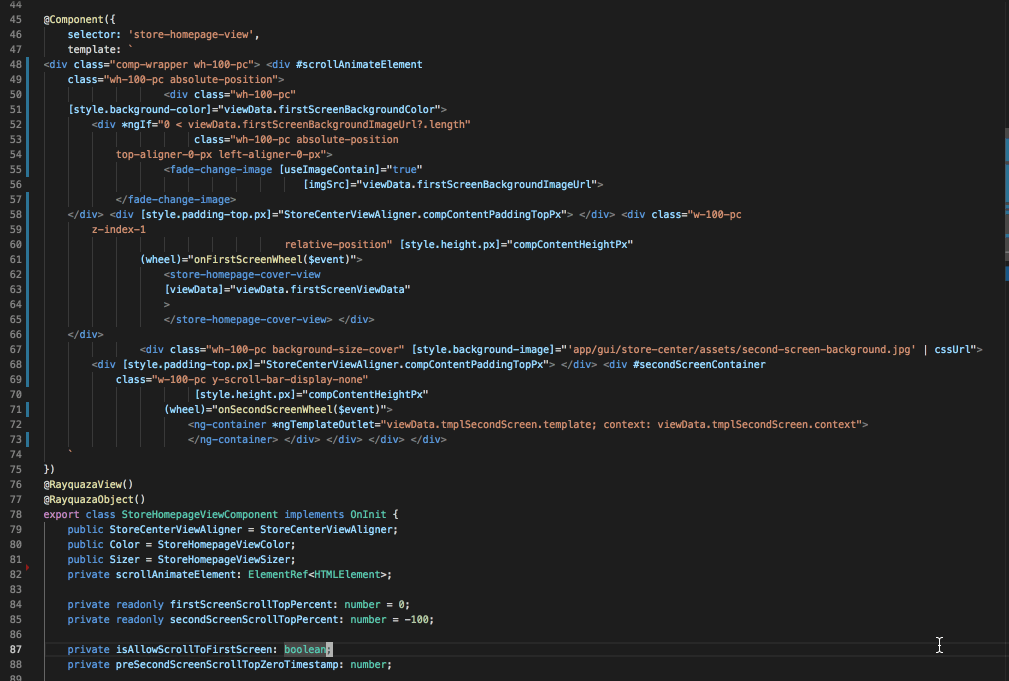 44
45 @Component({
46 selector: 'store-homepage-view',
47 template: `
48 <div class="comp-wrapper wh-100-pc"> <div #scrollAnimateElement
49 class="wh-100-pc absolute-position">
50 <div class="wh-100-pc"
51 [style.background-color]="viewData.firstScreenBackgroundColor">
52 <div *ngIf="0 < viewData.firstScreenBackgroundImageUrl?.length"
53 class="wh-100-pc absolute-position
54 top-aligner-0-px left-aligner-0-px">
55 <fade-change-image [useImageContain]="true"
56 [imgSrc]="viewData.firstScreenBackgroundImageUrl">
57 </fade-change-image>
58 </div> <div [style.padding-top.px]="StoreCenterViewAligner.compContentPaddingTopPx"> </div> <div class="w-100-pc
59 z-index-1
60 relative-position" [style.height.px]="compContentHeightPx"
61 (wheel)="onFirstScreenWheel($event)">
62 <store-homepage-cover-view
63 [viewData]="viewData.firstScreenViewData"
64 >
65 </store-homepage-cover-view> </div>
66 </div>
67 <div class="wh-100-pc background-size-cover" [style.background-image]="'app/gui/store-center/assets/second-screen-background.jpg' | cssUrl">
68 <div [style.padding-top.px]="StoreCenterViewAligner.compContentPaddingTopPx"> </div> <div #secondScreenContainer
69 class="w-100-pc y-scroll-bar-display-none"
70 [style.height.px]="compContentHeightPx"
71 (wheel)="onSecondScreenWheel($event)">
72 <ng-container *ngTemplateOutlet="viewData.tmplSecondScreen.template; context: viewData.tmplSecondScreen.context">
73 </ng-container> </div> </div> </div> </div>
74 `
75 })
76 @RayquazaView()
77 @RayquazaObject()
78 export class StoreHomepageViewComponent implements OnInit {
79 public StoreCenterViewAligner = StoreCenterViewAligner;
80 public Color = StoreHomepageViewColor;
81 public Sizer = StoreHomepageViewSizer;
82 private scrollAnimateElement: ElementRef<HTMLElement>;
83
84 private readonly firstScreenScrollTopPercent: number = 0;
85 private readonly secondScreenScrollTopPercent: number = -100;
86
87 private isAllowScrollToFirstScreen: boolean;
88 private preSecondScreenScrollTopZeroTimestamp: number;
89